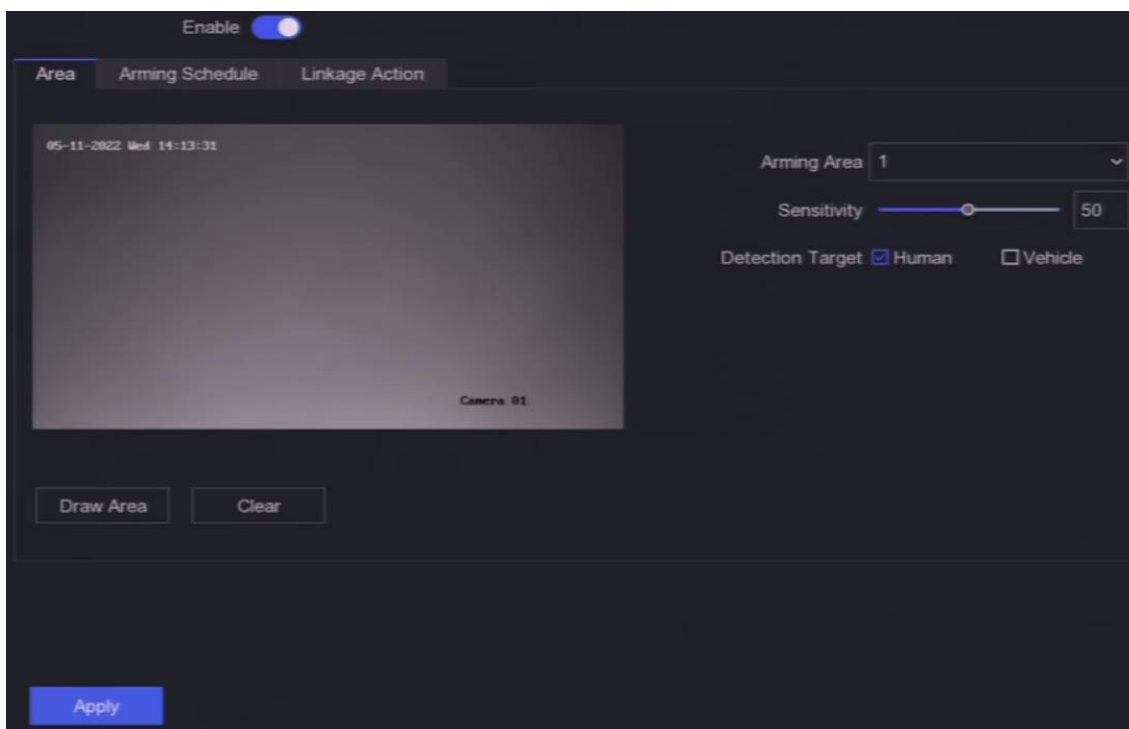 Enable
Area Arming Schedule Linkage Action
05-11-2022 Wed 14:13:31
Arming Area 1
Sensitivity 50
Detection Target Human Vehicle
Camera 01
Draw Area Clear
Apply